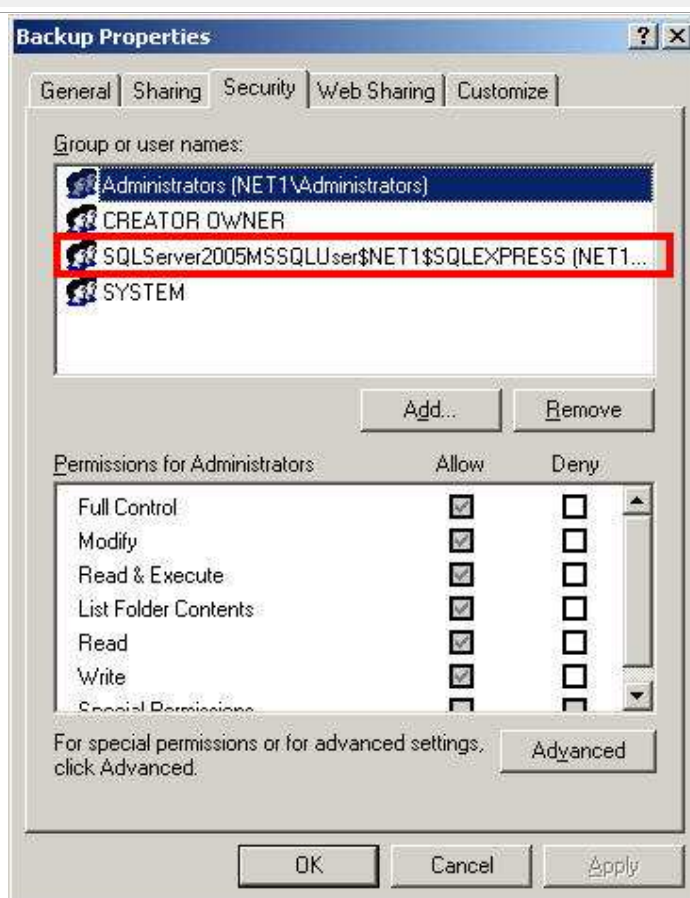 Backup Properties
General Sharing Security Web Sharing Customize
Group or user names:
Administrators (NET1\Administrators)
CREATOR OWNER
SQLServer2005MSSQLUser$NET1$SQLEXPRESS (NET1...
SYSTEM
Add... Remove
Permissions for Administrators Allow Deny
Full Control
Modify
Read & Execute
List Folder Contents
Read
Write
Special Permissions
For special permissions or for advanced settings, click Advanced.
Advanced
OK Cancel Apply